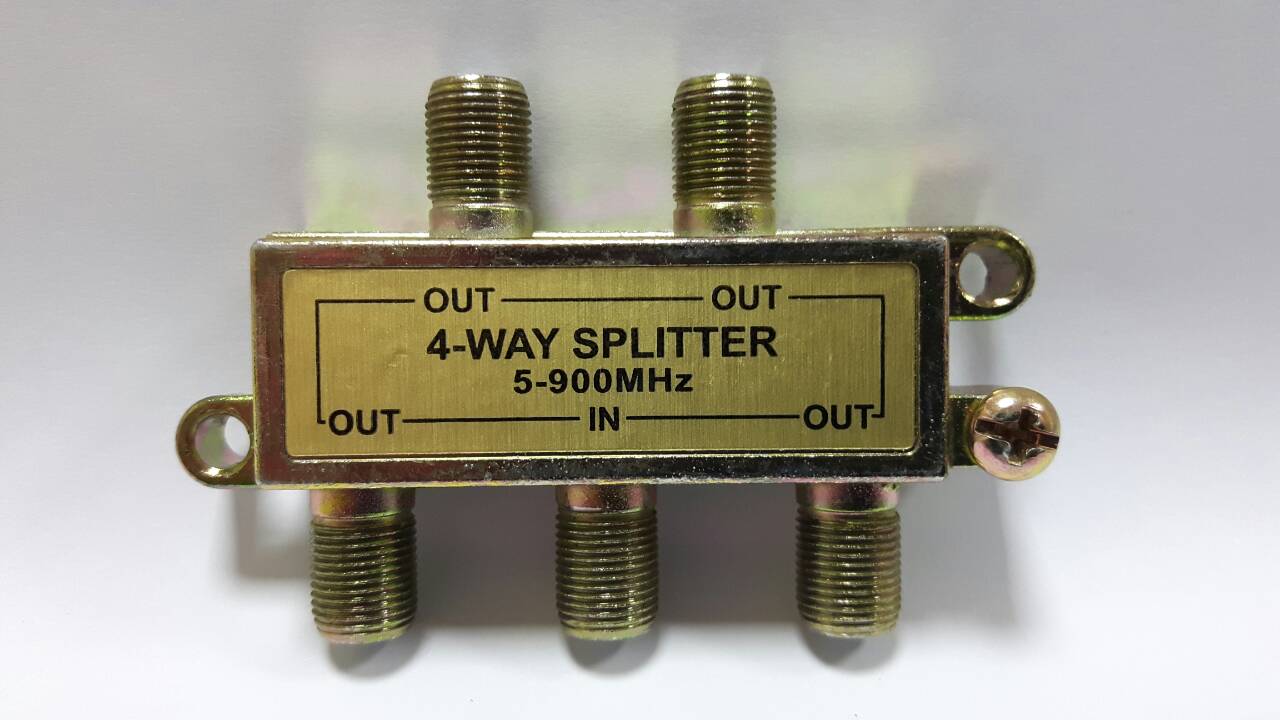 OUT OUT
4-WAY SPLITTER
5-900MHz
OUT IN OUT